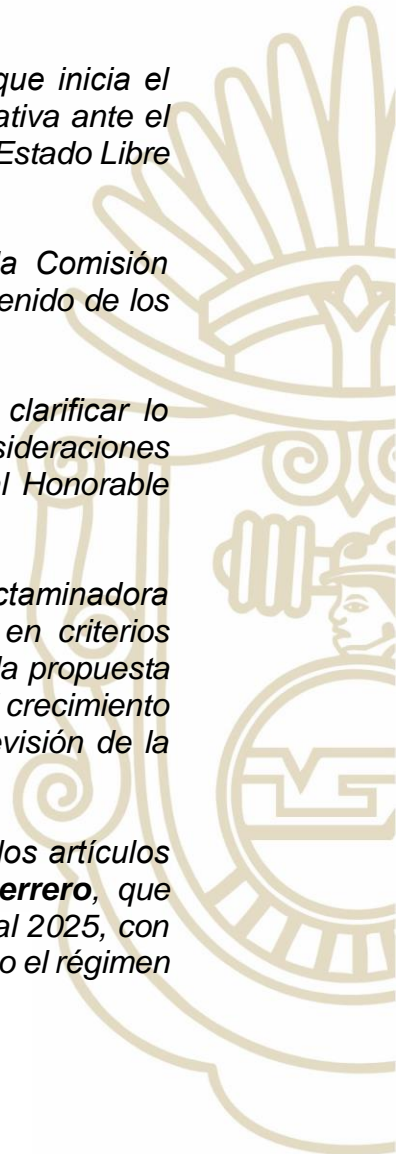 que inicia el
ativa ante el
Estado Libre
a Comisión
enido de los
clarificar lo
sideraciones
l Honorable
ctaminadora
en criterios
la propuesta
crecimiento
evisión de la
los artículos
errero, que
al 2025, con
o el régimen